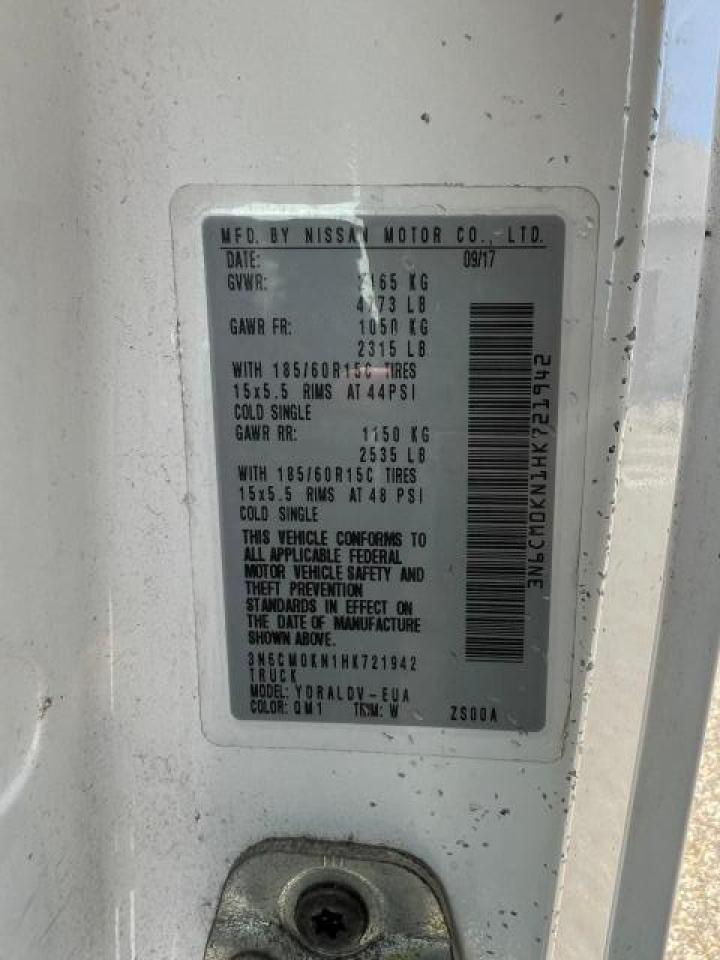 MFD. BY NISSAN MOTOR CO., LTD.
DATE: 09/17
GVWR: 2165 KG
4773 LB
GAWR FR: 1050 KG
2315 LB
WITH 185/60R15C TIRES
15x5.5 RIMS AT 44PSI
COLD SINGLE
GAWR RR: 1150 KG
2535 LB
WITH 185/60R15C TIRES
15x5.5 RIMS AT 48 PSI
COLD SINGLE
THIS VEHICLE CONFORMS TO
ALL APPLICABLE FEDERAL
MOTOR VEHICLE SAFETY AND
THEFT PREVENTION
STANDARDS IN EFFECT ON
THE DATE OF MANUFACTURE
SHOWN ABOVE.
3N6CM0KN1HK721942
TRUCK
MODEL: YDRALDV-EUA
COLOR: QM1 TRIM: W ZS00A
3N6CM0KN1HK721942